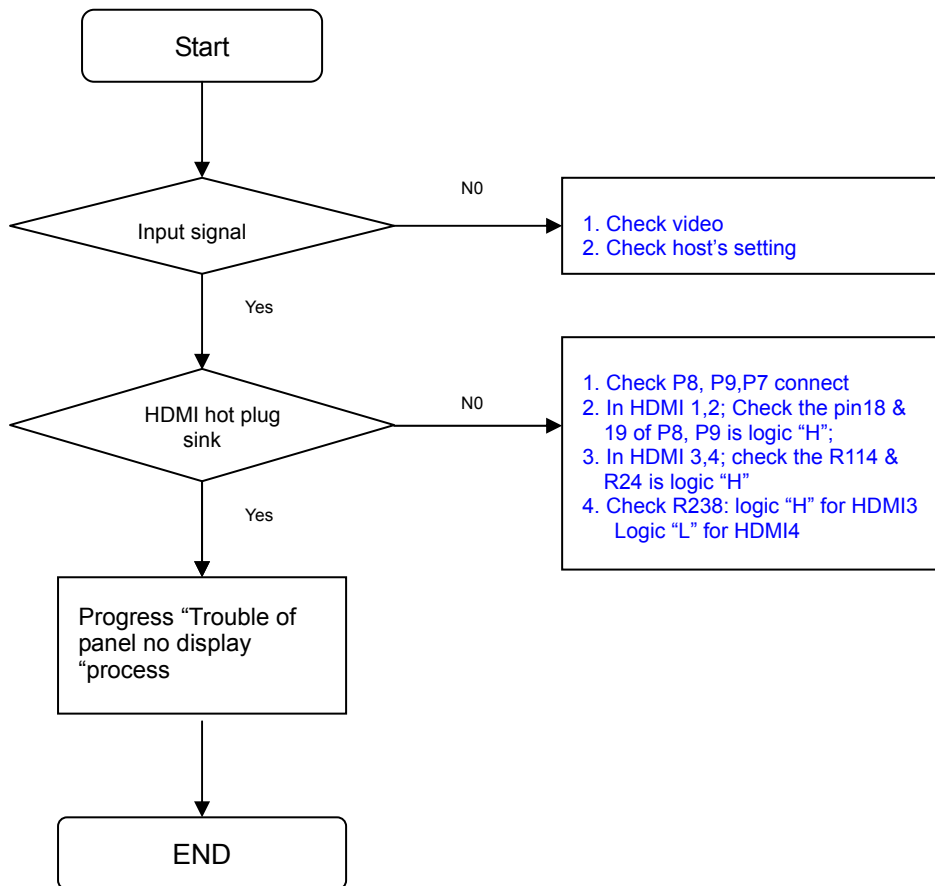 Start
Input signal
N0
1. Check video
2. Check host’s setting
Yes
HDMI hot plug
sink
N0
1. Check P8, P9,P7 connect
2. In HDMI 1,2; Check the pin18 &
19 of P8, P9 is logic “H”;
3. In HDMI 3,4; check the R114 &
R24 is logic “H”
4. Check R238: logic “H” for HDMI3
Logic “L” for HDMI4
Yes
Progress “Trouble of
panel no display
“process
END